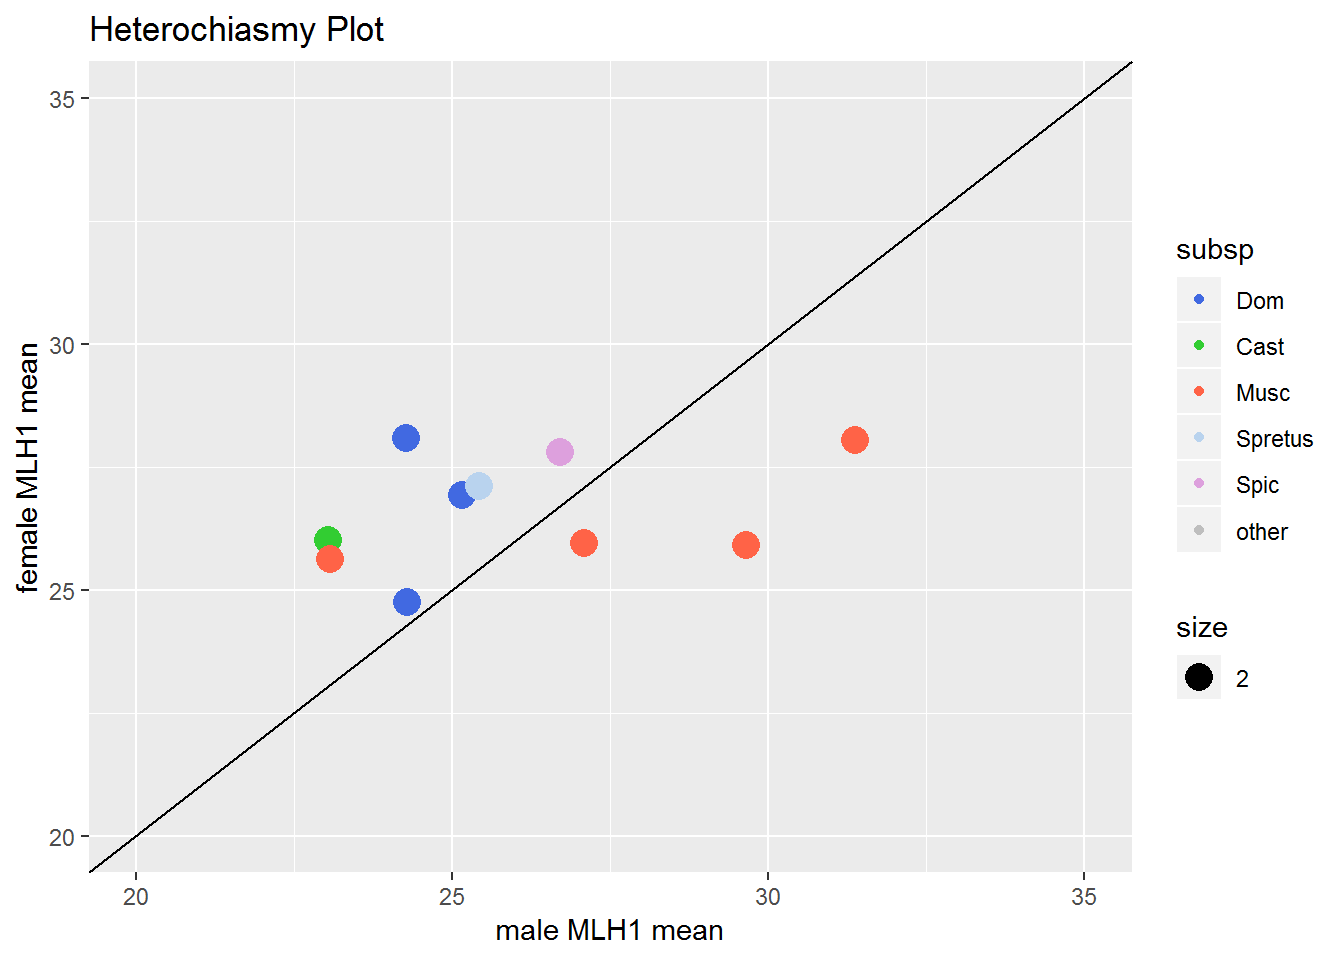 Heterochiasmy Plot
35
30
25
20
female MLH1 mean
20
25
30
35
male MLH1 mean
subsp
Dom
Cast
Musc
Spretus
Spic
other
size
2